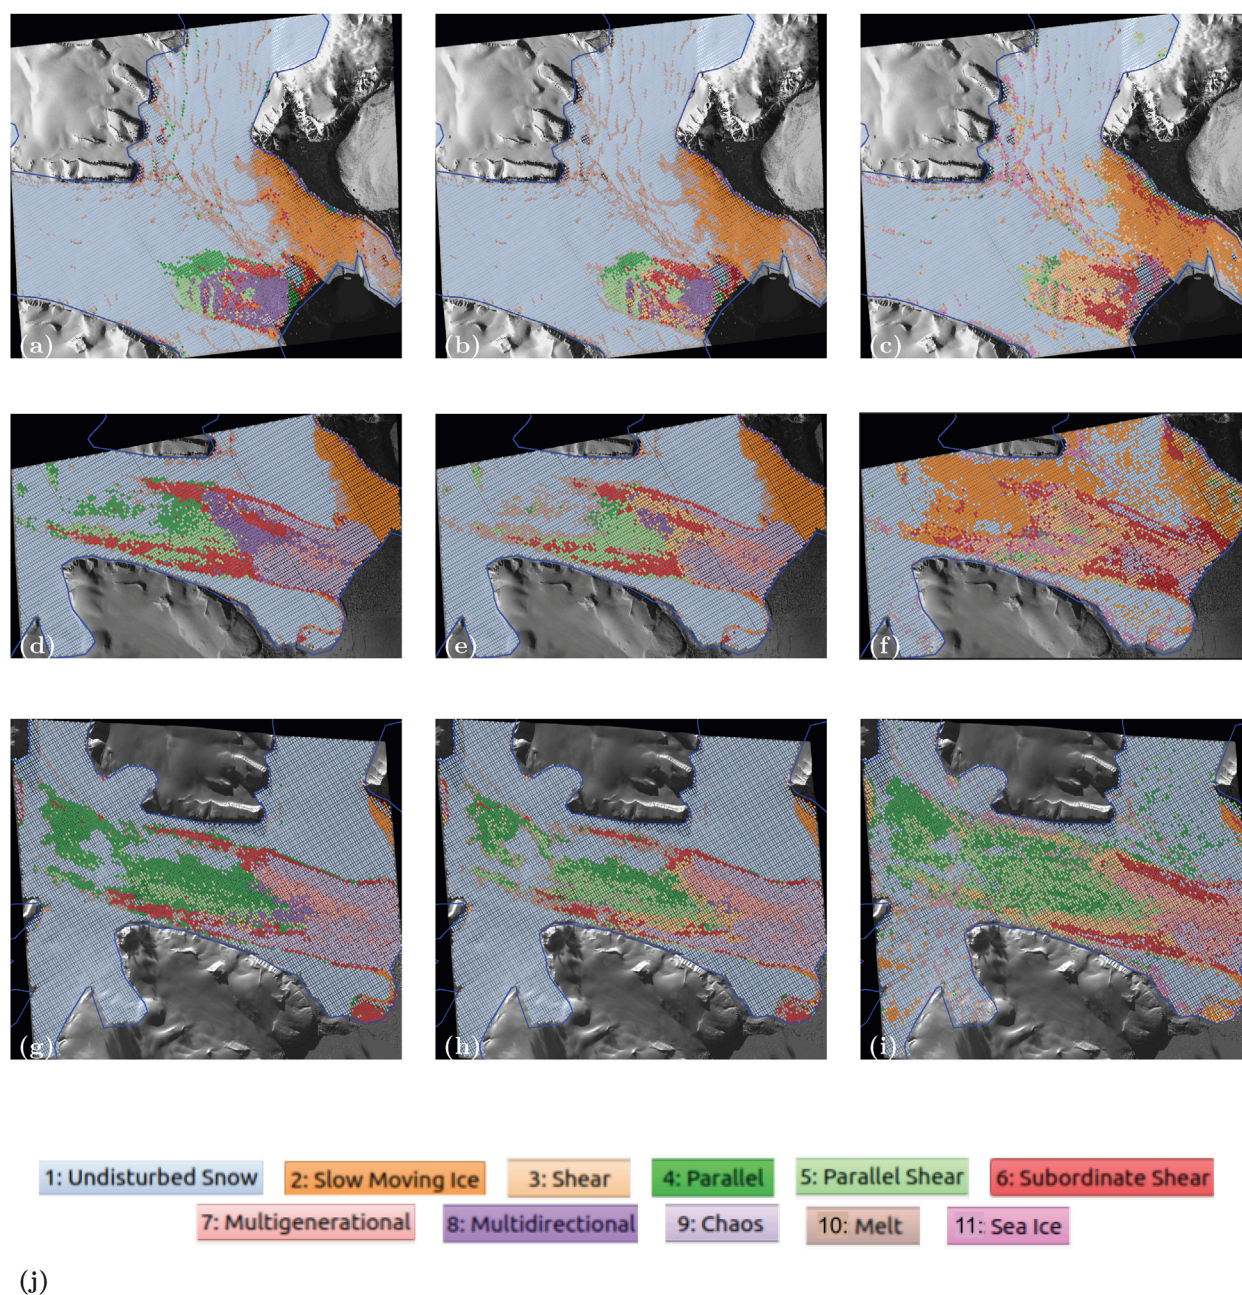 (a) (b) (c)
(d) (e) (f)
(g) (h) (i)
1: Undisturbed Snow 2: Slow Moving Ice 3: Shear 4: Parallel 5: Parallel Shear 6: Subordinate Shear
7: Multigenerational 8: Multidirectional 9: Chaos 10: Melt 11: Sea Ice
(j)